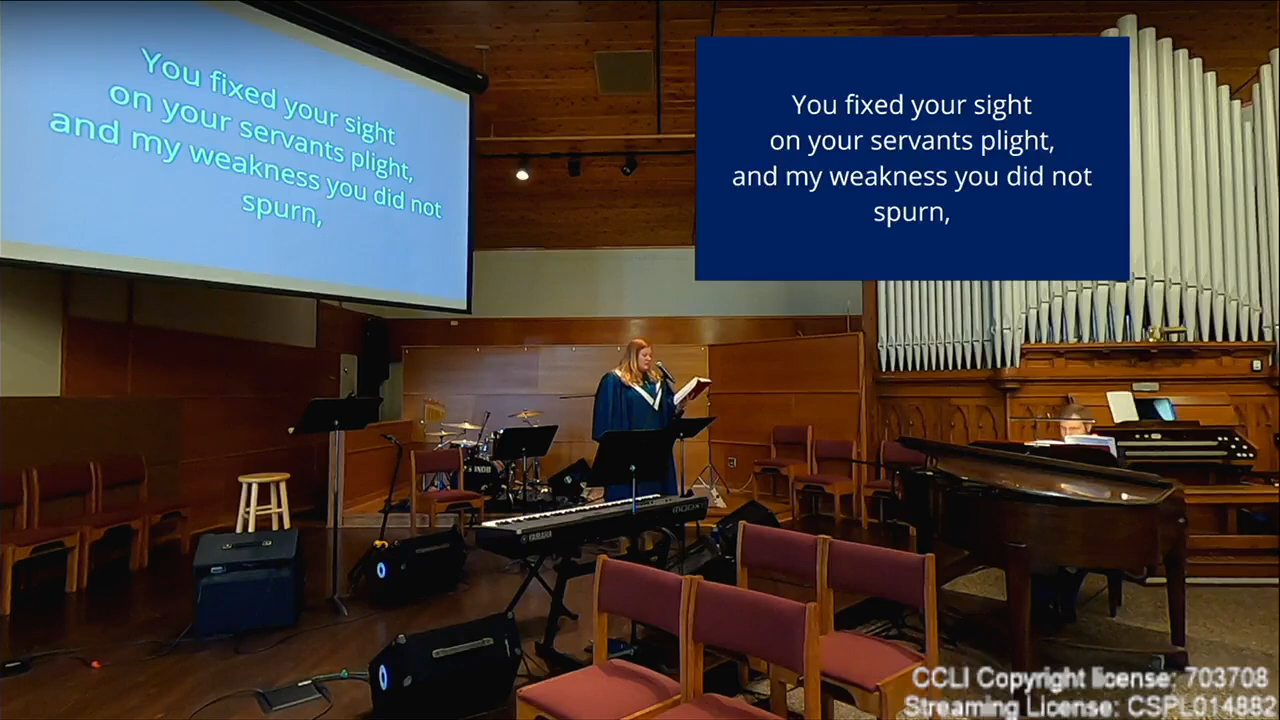 You fixed your sight
on your servants plight,
and my weakness you did not
spurn,
You fixed your sight
on your servants plight,
and my weakness you did not
spurn,
YAMAHA
CCLI Copyright license: 703708
Streaming License: CSPL014882